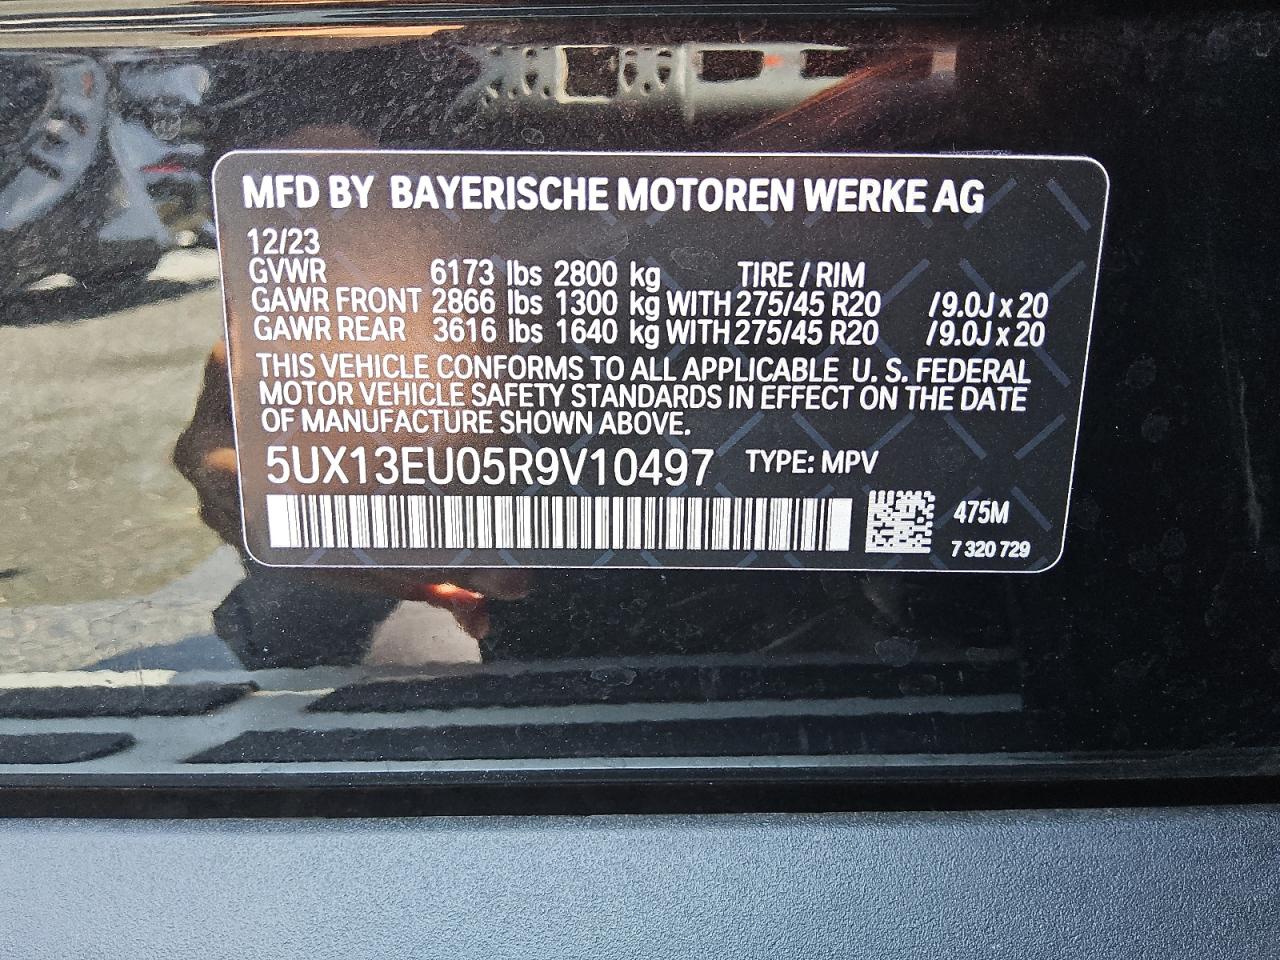 MFD BY BAYERISCHE MOTOREN WERKE AG
12/23
GVWR 6173 lbs 2800 kg TIRE / RIM
GAWR FRONT 2866 lbs 1300 kg WITH 275/45 R20 /9.0J x 20
GAWR REAR 3616 lbs 1640 kg WITH 275/45 R20 /9.0J x 20
THIS VEHICLE CONFORMS TO ALL APPLICABLE U. S. FEDERAL
MOTOR VEHICLE SAFETY STANDARDS IN EFFECT ON THE DATE
OF MANUFACTURE SHOWN ABOVE.
5UX13EU05R9V10497 TYPE: MPV
475M
7 320 729